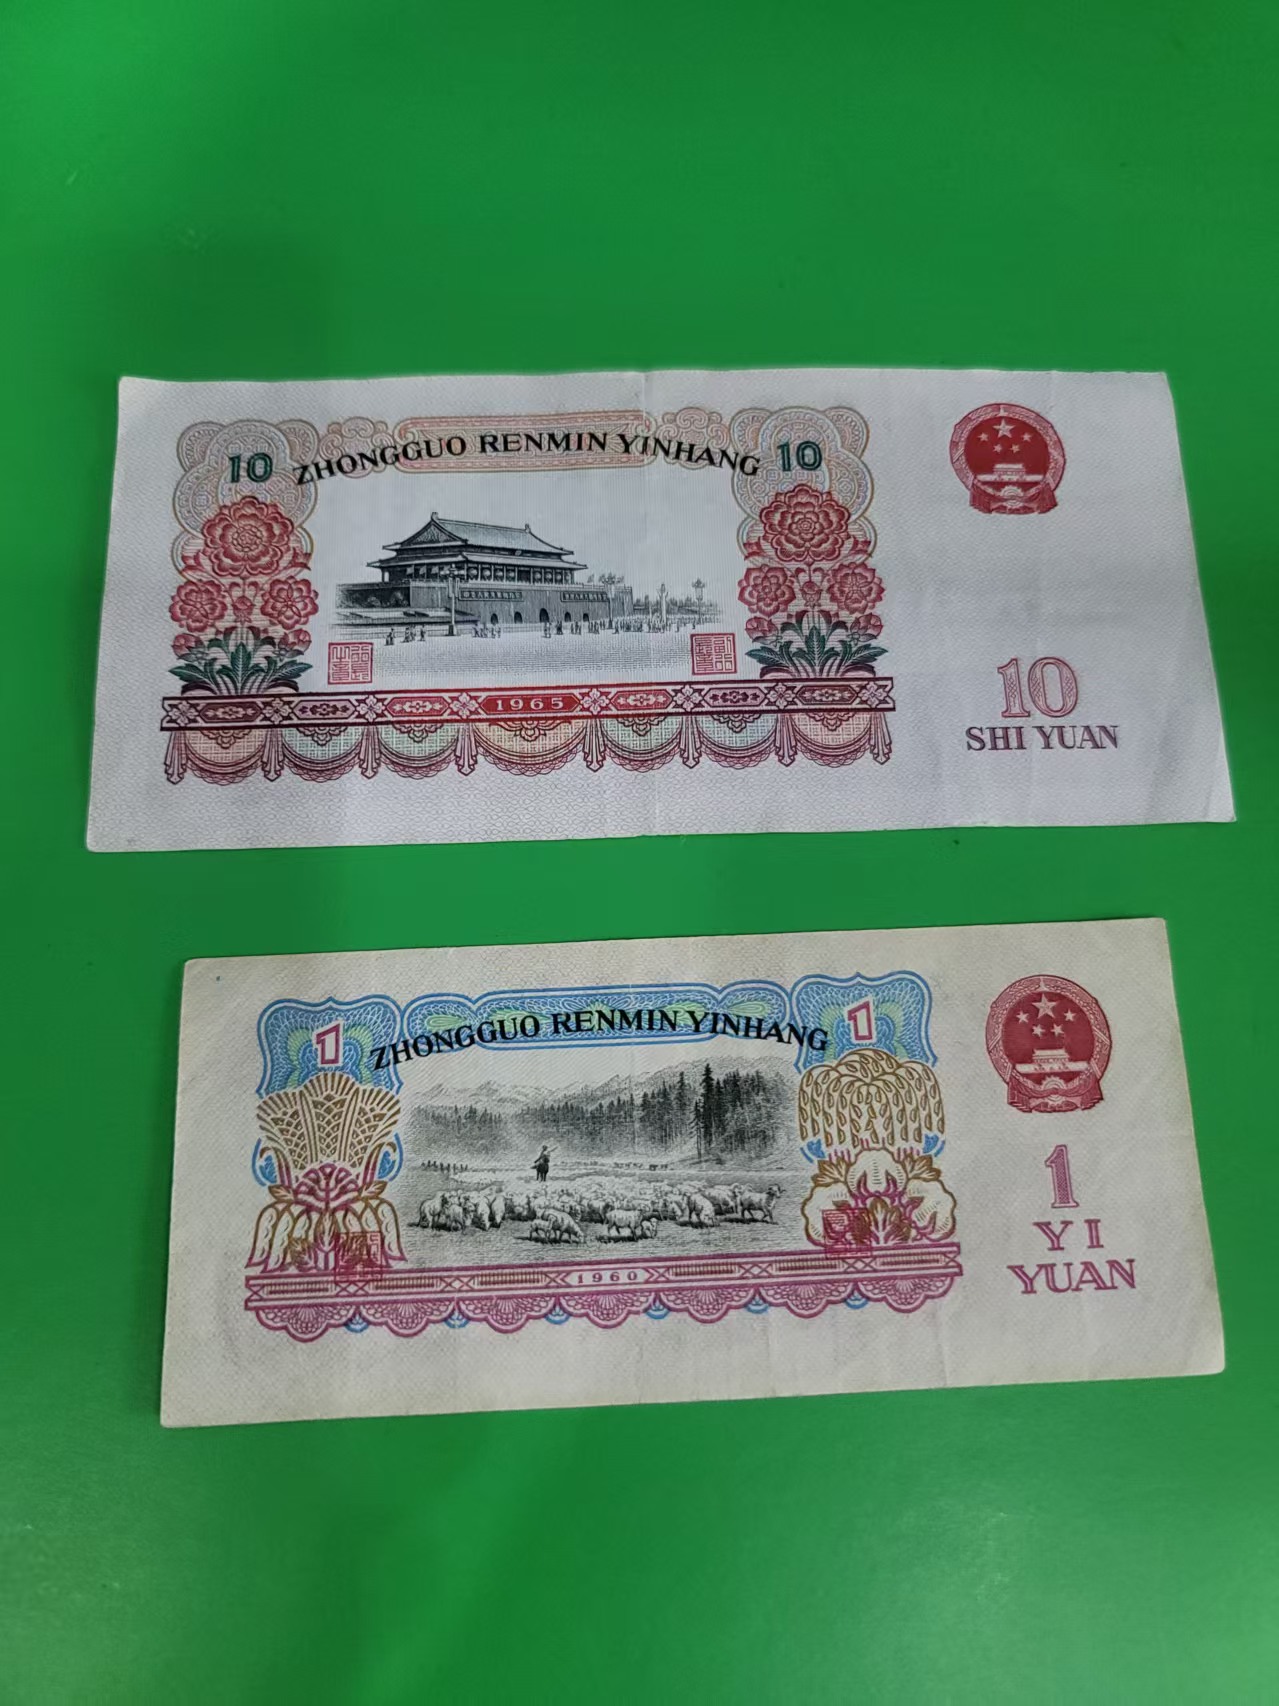 10 ZHONGGUO RENMIN YINHANG 10
1965
10
SHI YUAN
1 ZHONGGUO RENMIN YINHANG 1
1960
1
YI
YUAN